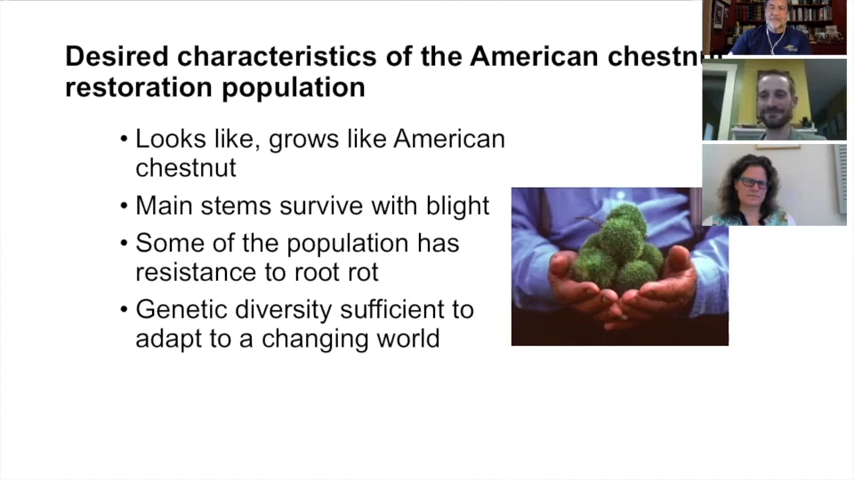 Desired characteristics of the American chestnut
restoration population
• Looks like, grows like American
chestnut
• Main stems survive with blight
• Some of the population has
resistance to root rot
• Genetic diversity sufficient to
adapt to a changing world